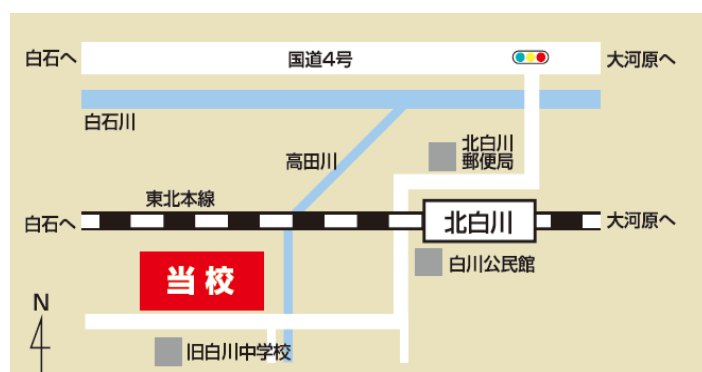 白石へ
国道4号
大河原へ
白石川
北白川
郵便局
高田川
東北本線
白石へ
北白川
大河原へ
当校
白川公民館
N
旧白川中学校